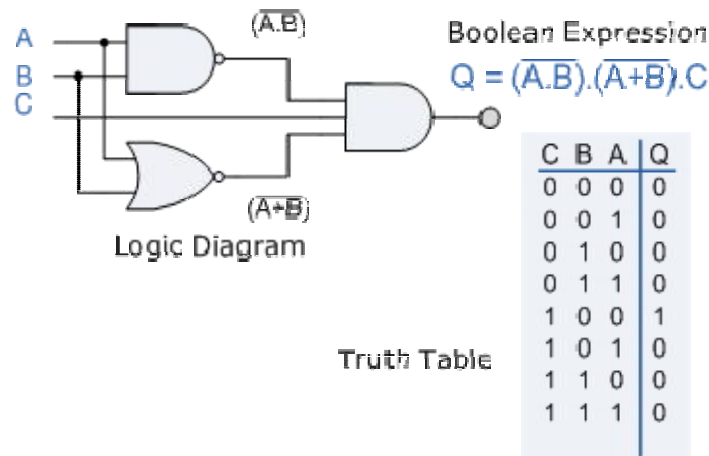 A
B
C
(A̅.̅B̅)
(A̅+̅B̅)
Logic Diagram
Boolean Expression
Q = (A̅.̅B̅).(A̅+̅B̅).C
C B A Q
0 0 0 0
0 0 1 0
0 1 0 0
0 1 1 0
1 0 0 1
1 0 1 0
1 1 0 0
1 1 1 0
Truth Table